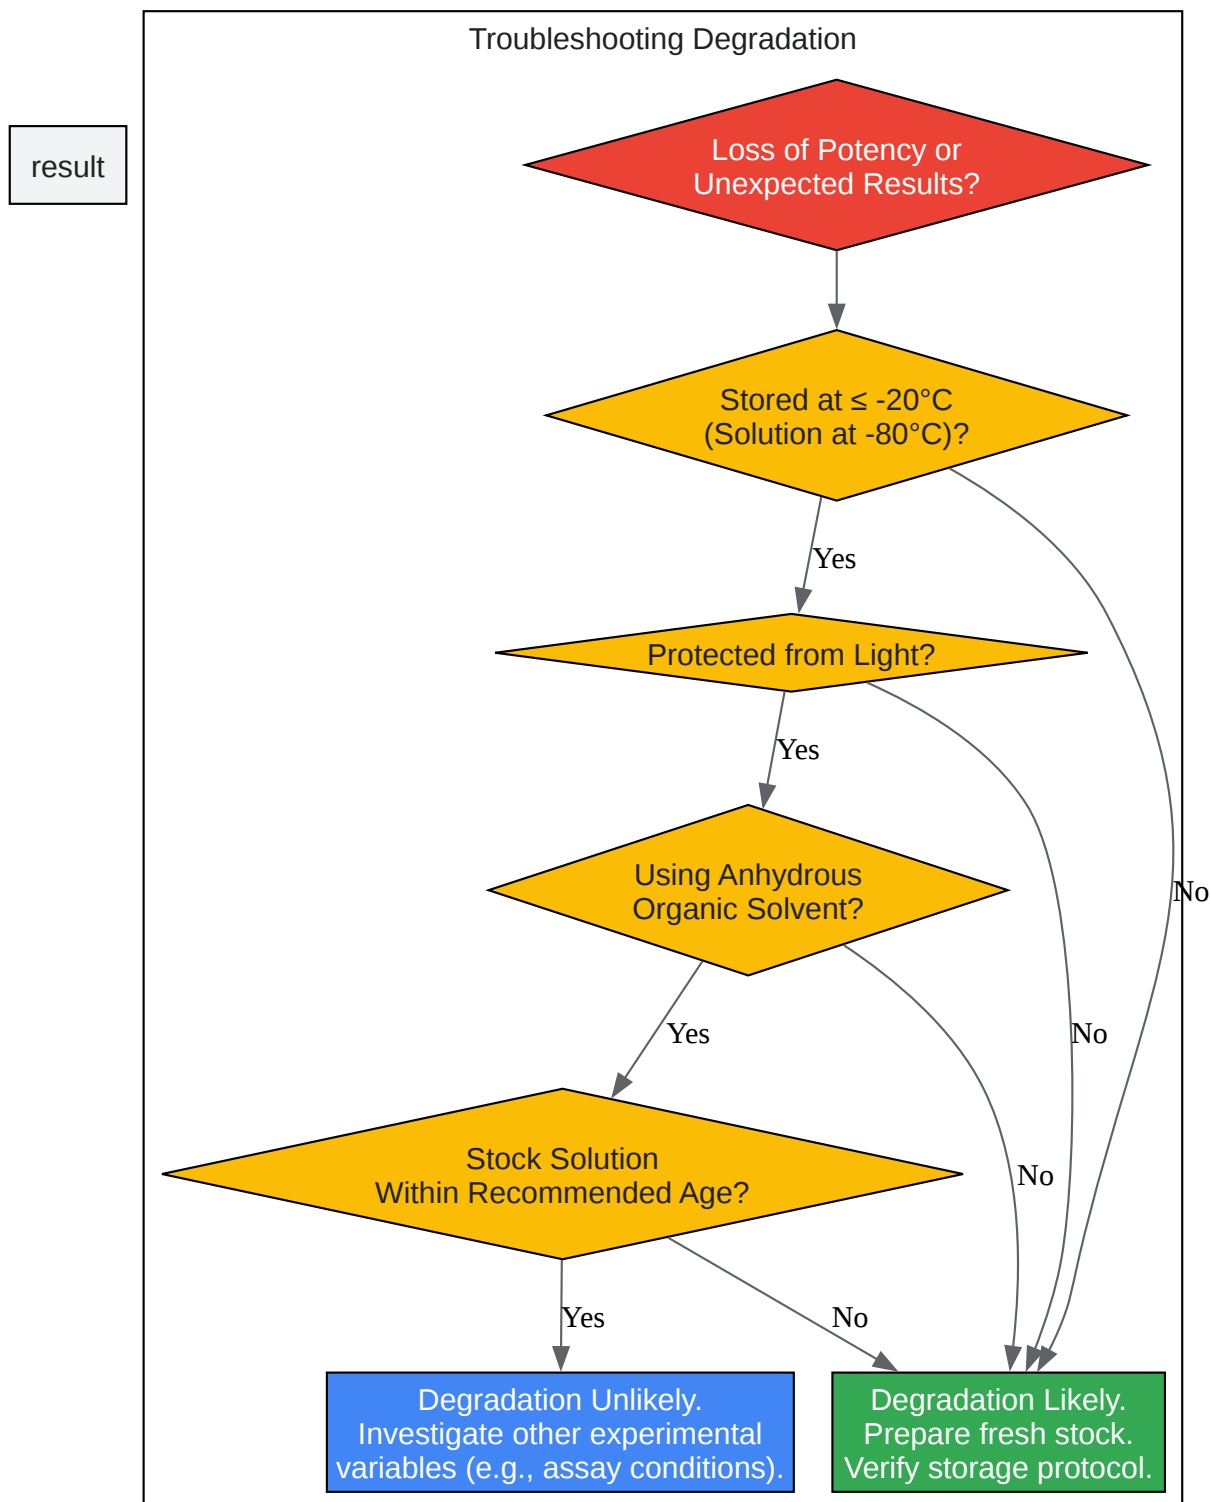 Troubleshooting Degradation
result
Loss of Potency or
Unexpected Results?
Stored at ≤ -20°C
(Solution at -80°C)?
Yes
Protected from Light?
Yes
Using Anhydrous
Organic Solvent?
No
Yes
No
Stock Solution
Within Recommended Age?
No
Yes
No
Degradation Unlikely.
Investigate other experimental
variables (e.g., assay conditions).
Degradation Likely.
Prepare fresh stock.
Verify storage protocol.